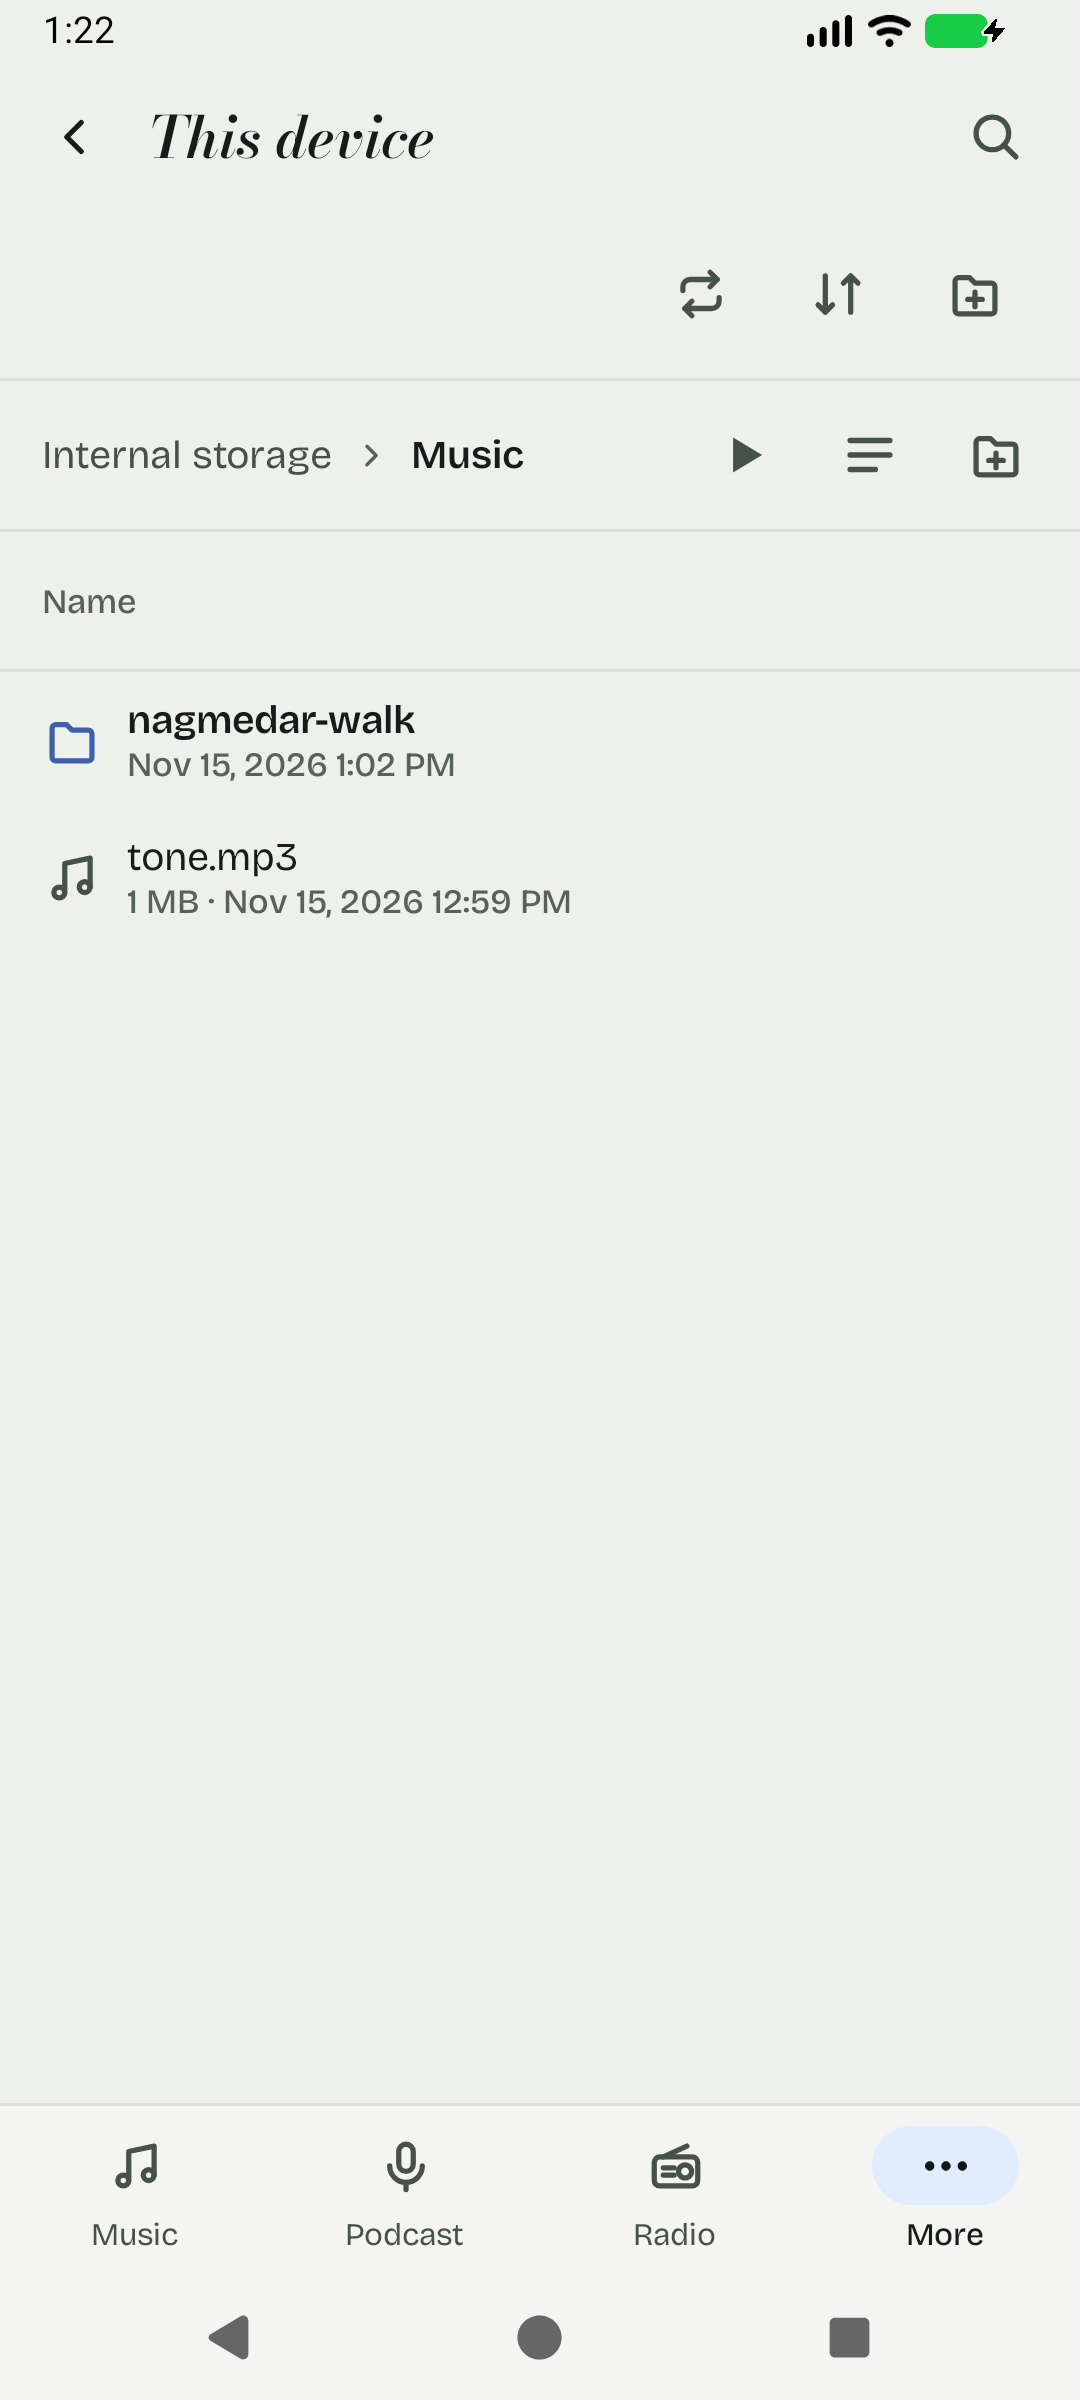 1:22
This device
Internal storage > Music
Name
nagmedar-walk
Nov 15, 2026 1:02 PM
tone.mp3
1 MB · Nov 15, 2026 12:59 PM
Music Podcast Radio More